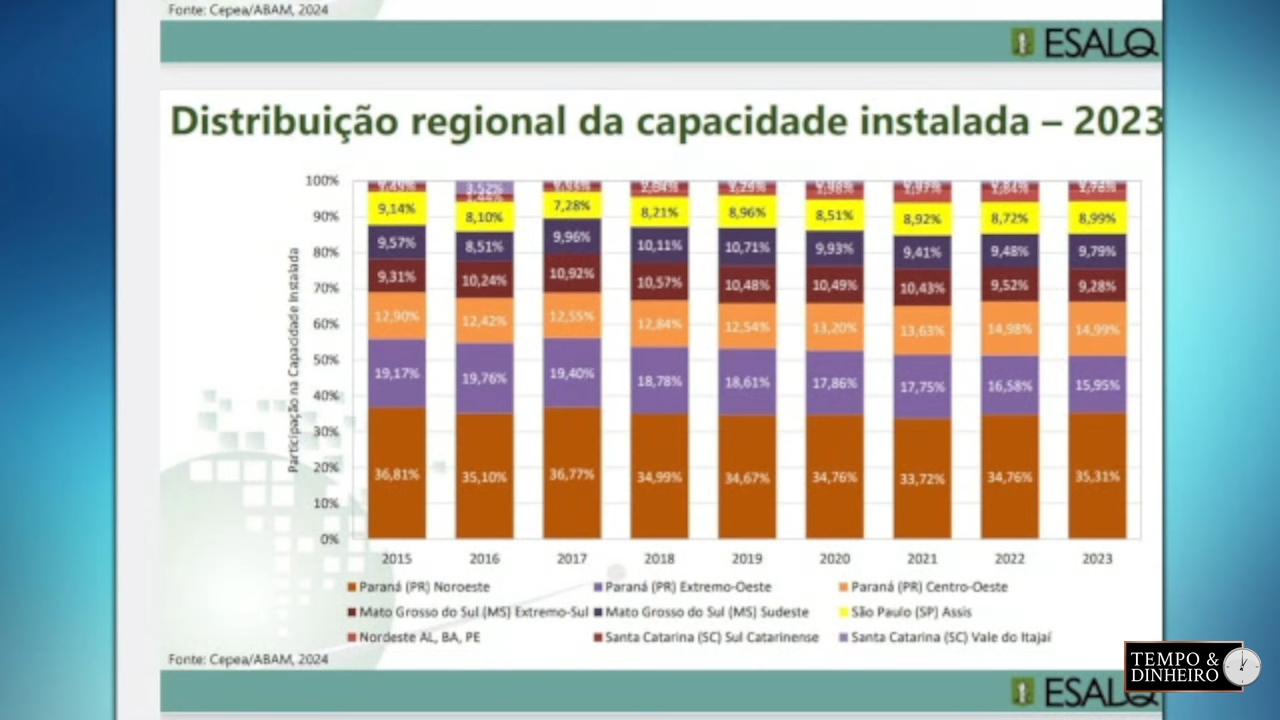 Fonte: Cepea/ABAM, 2024
ESALQ
Distribuição regional da capacidade instalada – 2023
Participação na Capacidade Instalada
100%
90%
80%
70%
60%
50%
40%
30%
20%
10%
0%
3,52%
9,14% 8,10% 7,28% 8,21% 8,96% 8,51% 8,92% 8,72% 8,99%
9,57% 8,51% 9,96% 10,11% 10,71% 9,93% 9,41% 9,48% 9,79%
9,31% 10,24% 10,92% 10,57% 10,48% 10,49% 10,43% 9,52% 9,28%
12,90% 12,42% 12,55% 12,84% 12,54% 13,20% 13,63% 14,98% 14,99%
19,17% 19,76% 19,40% 18,78% 18,61% 17,86% 17,75% 16,58% 15,95%
36,81% 35,10% 36,77% 34,99% 34,67% 34,76% 33,72% 34,76% 35,31%
2015 2016 2017 2018 2019 2020 2021 2022 2023
Paraná (PR) Noroeste Paraná (PR) Extremo-Oeste Paraná (PR) Centro-Oeste
Mato Grosso do Sul (MS) Extremo-Sul Mato Grosso do Sul (MS) Sudeste São Paulo (SP) Assis
Nordeste AL, BA, PE Santa Catarina (SC) Sul Catarinense Santa Catarina (SC) Vale do Itajaí
Fonte: Cepea/ABAM, 2024
ESALQ
TEMPO &
DINHEIRO